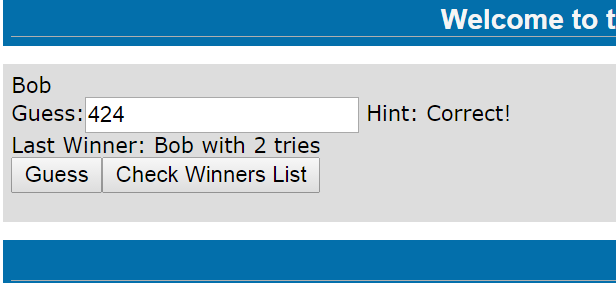 Welcome to t
Bob
Guess: 424 Hint: Correct!
Last Winner: Bob with 2 tries
Guess Check Winners List